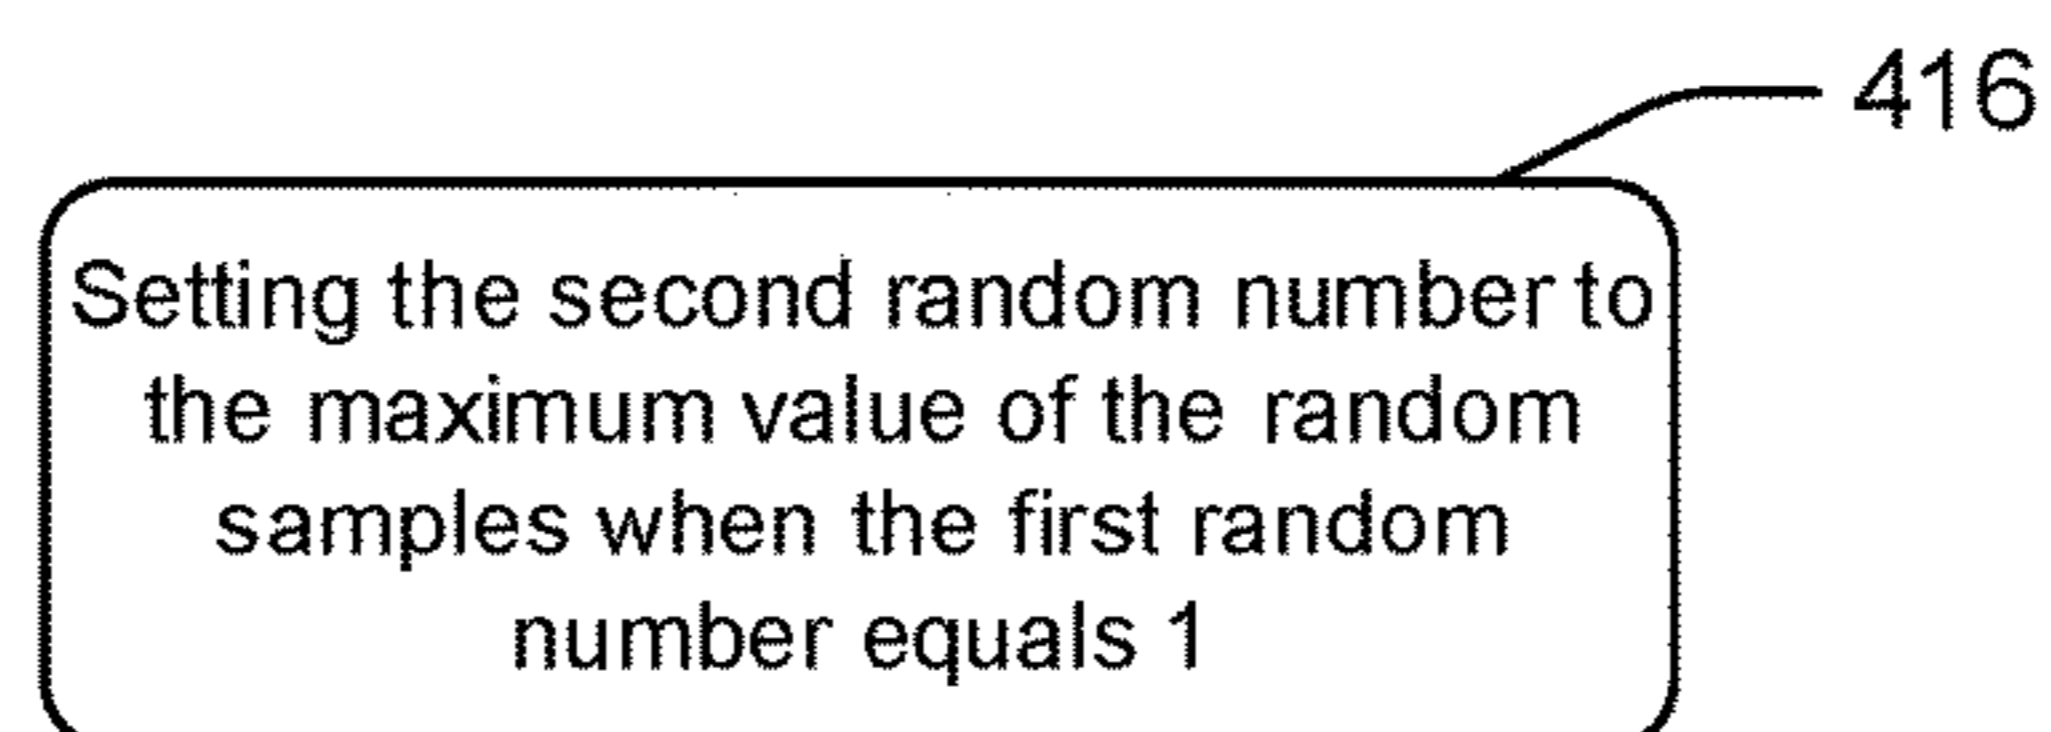 416
Setting the second random number to
the maximum value of the random
samples when the first random
number equals 1